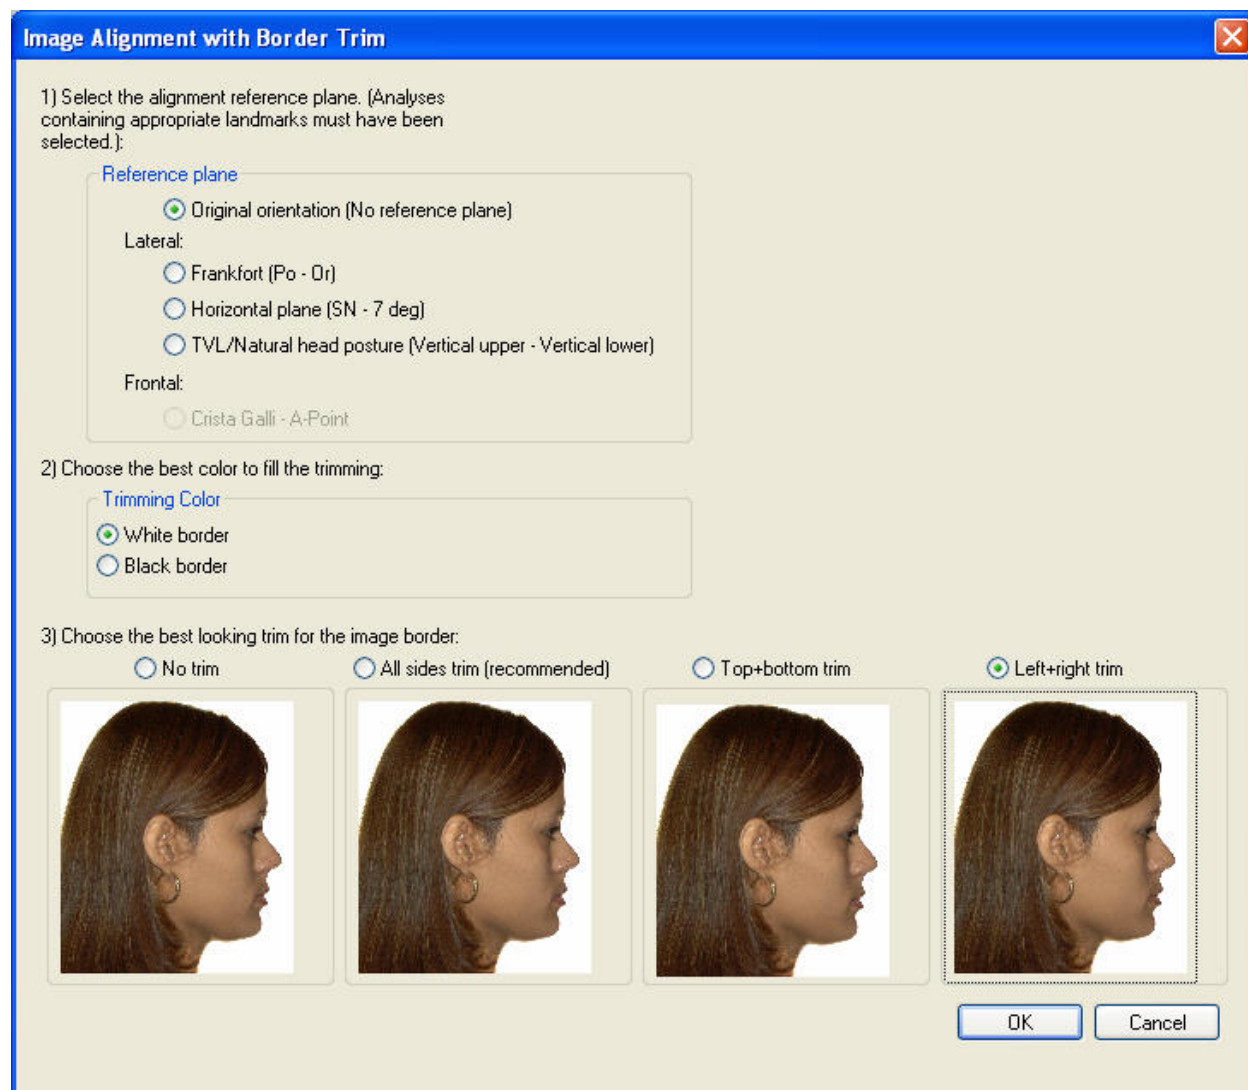 Image Alignment with Border Trim
1) Select the alignment reference plane. (Analyses
containing appropriate landmarks must have been
selected.):
Reference plane
Original orientation (No reference plane)
Lateral:
Frankfort (Po - Or)
Horizontal plane (SN - 7 deg)
TVL/Natural head posture (Vertical upper - Vertical lower)
Frontal:
Crista Galli - A-Point
2) Choose the best color to fill the trimming:
Trimming Color
White border
Black border
3) Choose the best looking trim for the image border:
No trim All sides trim (recommended) Top+bottom trim Left+right trim
OK Cancel